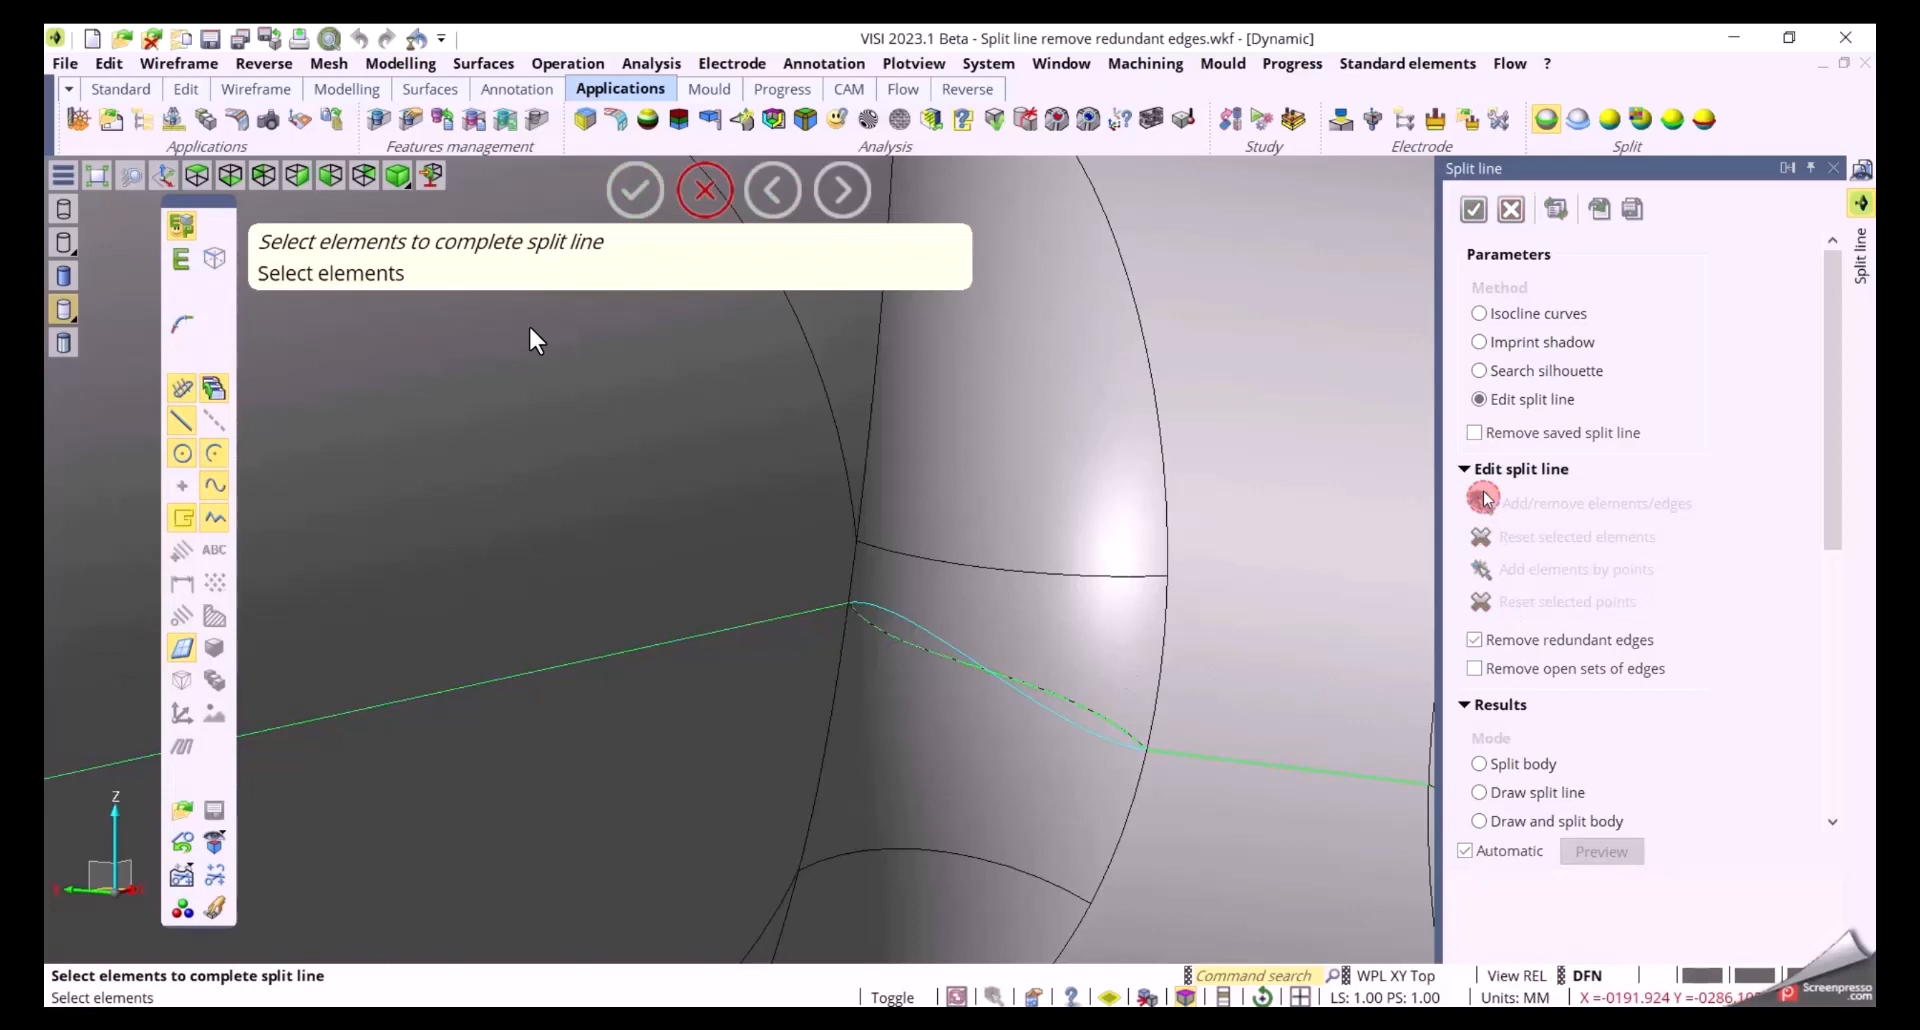 VISI 2023.1 Beta - Split line remove redundant edges.wkf - [Dynamic]
File Edit Wireframe Reverse Mesh Modelling Surfaces Operation Analysis Electrode Annotation Plotview System Window Machining Mould Progress Standard elements Flow ?
Standard Edit Wireframe Modelling Surfaces Annotation Applications Mould Progress CAM Flow Reverse
Applications Features management Analysis Study Electrode Split
Split line
Select elements to complete split line
Select elements
E
ABC
Z
Split line
Parameters
Method
Isocline curves
Imprint shadow
Search silhouette
Edit split line
Remove saved split line
Edit split line
Add/remove elements/edges
Reset selected elements
Add elements by points
Reset selected points
Remove redundant edges
Remove open sets of edges
Results
Mode
Split body
Draw split line
Draw and split body
Automatic Preview
Select elements to complete split line Command search WPL XY Top View REL DFN
Select elements Toggle LS: 1.00 PS: 1.00 Units: MM X =-0191.924
Screenpresso
.com